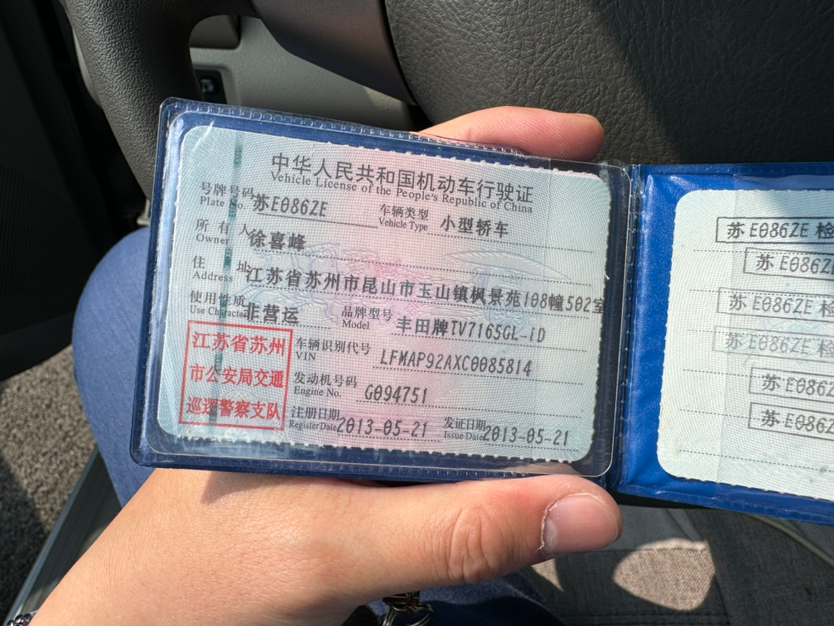 中华人民共和国机动车行驶证
Vehicle License of the People's Republic of China
号牌号码 苏E086ZE 车辆类型 小型轿车
Plate No. Vehicle Type
所有人 徐喜峰
Owner
住址 江苏省苏州市昆山市玉山镇枫景苑108幢502室
Address
使用性质 非营运 品牌型号 丰田牌TV7165GL-iD
Use Character Model
江苏省苏州
市公安局交通
巡逻警察支队
车辆识别代号 LFMAP92AXC0085814
VIN
发动机号码 G094751
Engine No.
注册日期 2013-05-21 发证日期 2013-05-21
Register Date Issue Date
苏E086ZE 检
苏E086Z
苏E086ZE 检
苏E086ZE 检
苏E086Z
苏E086Z